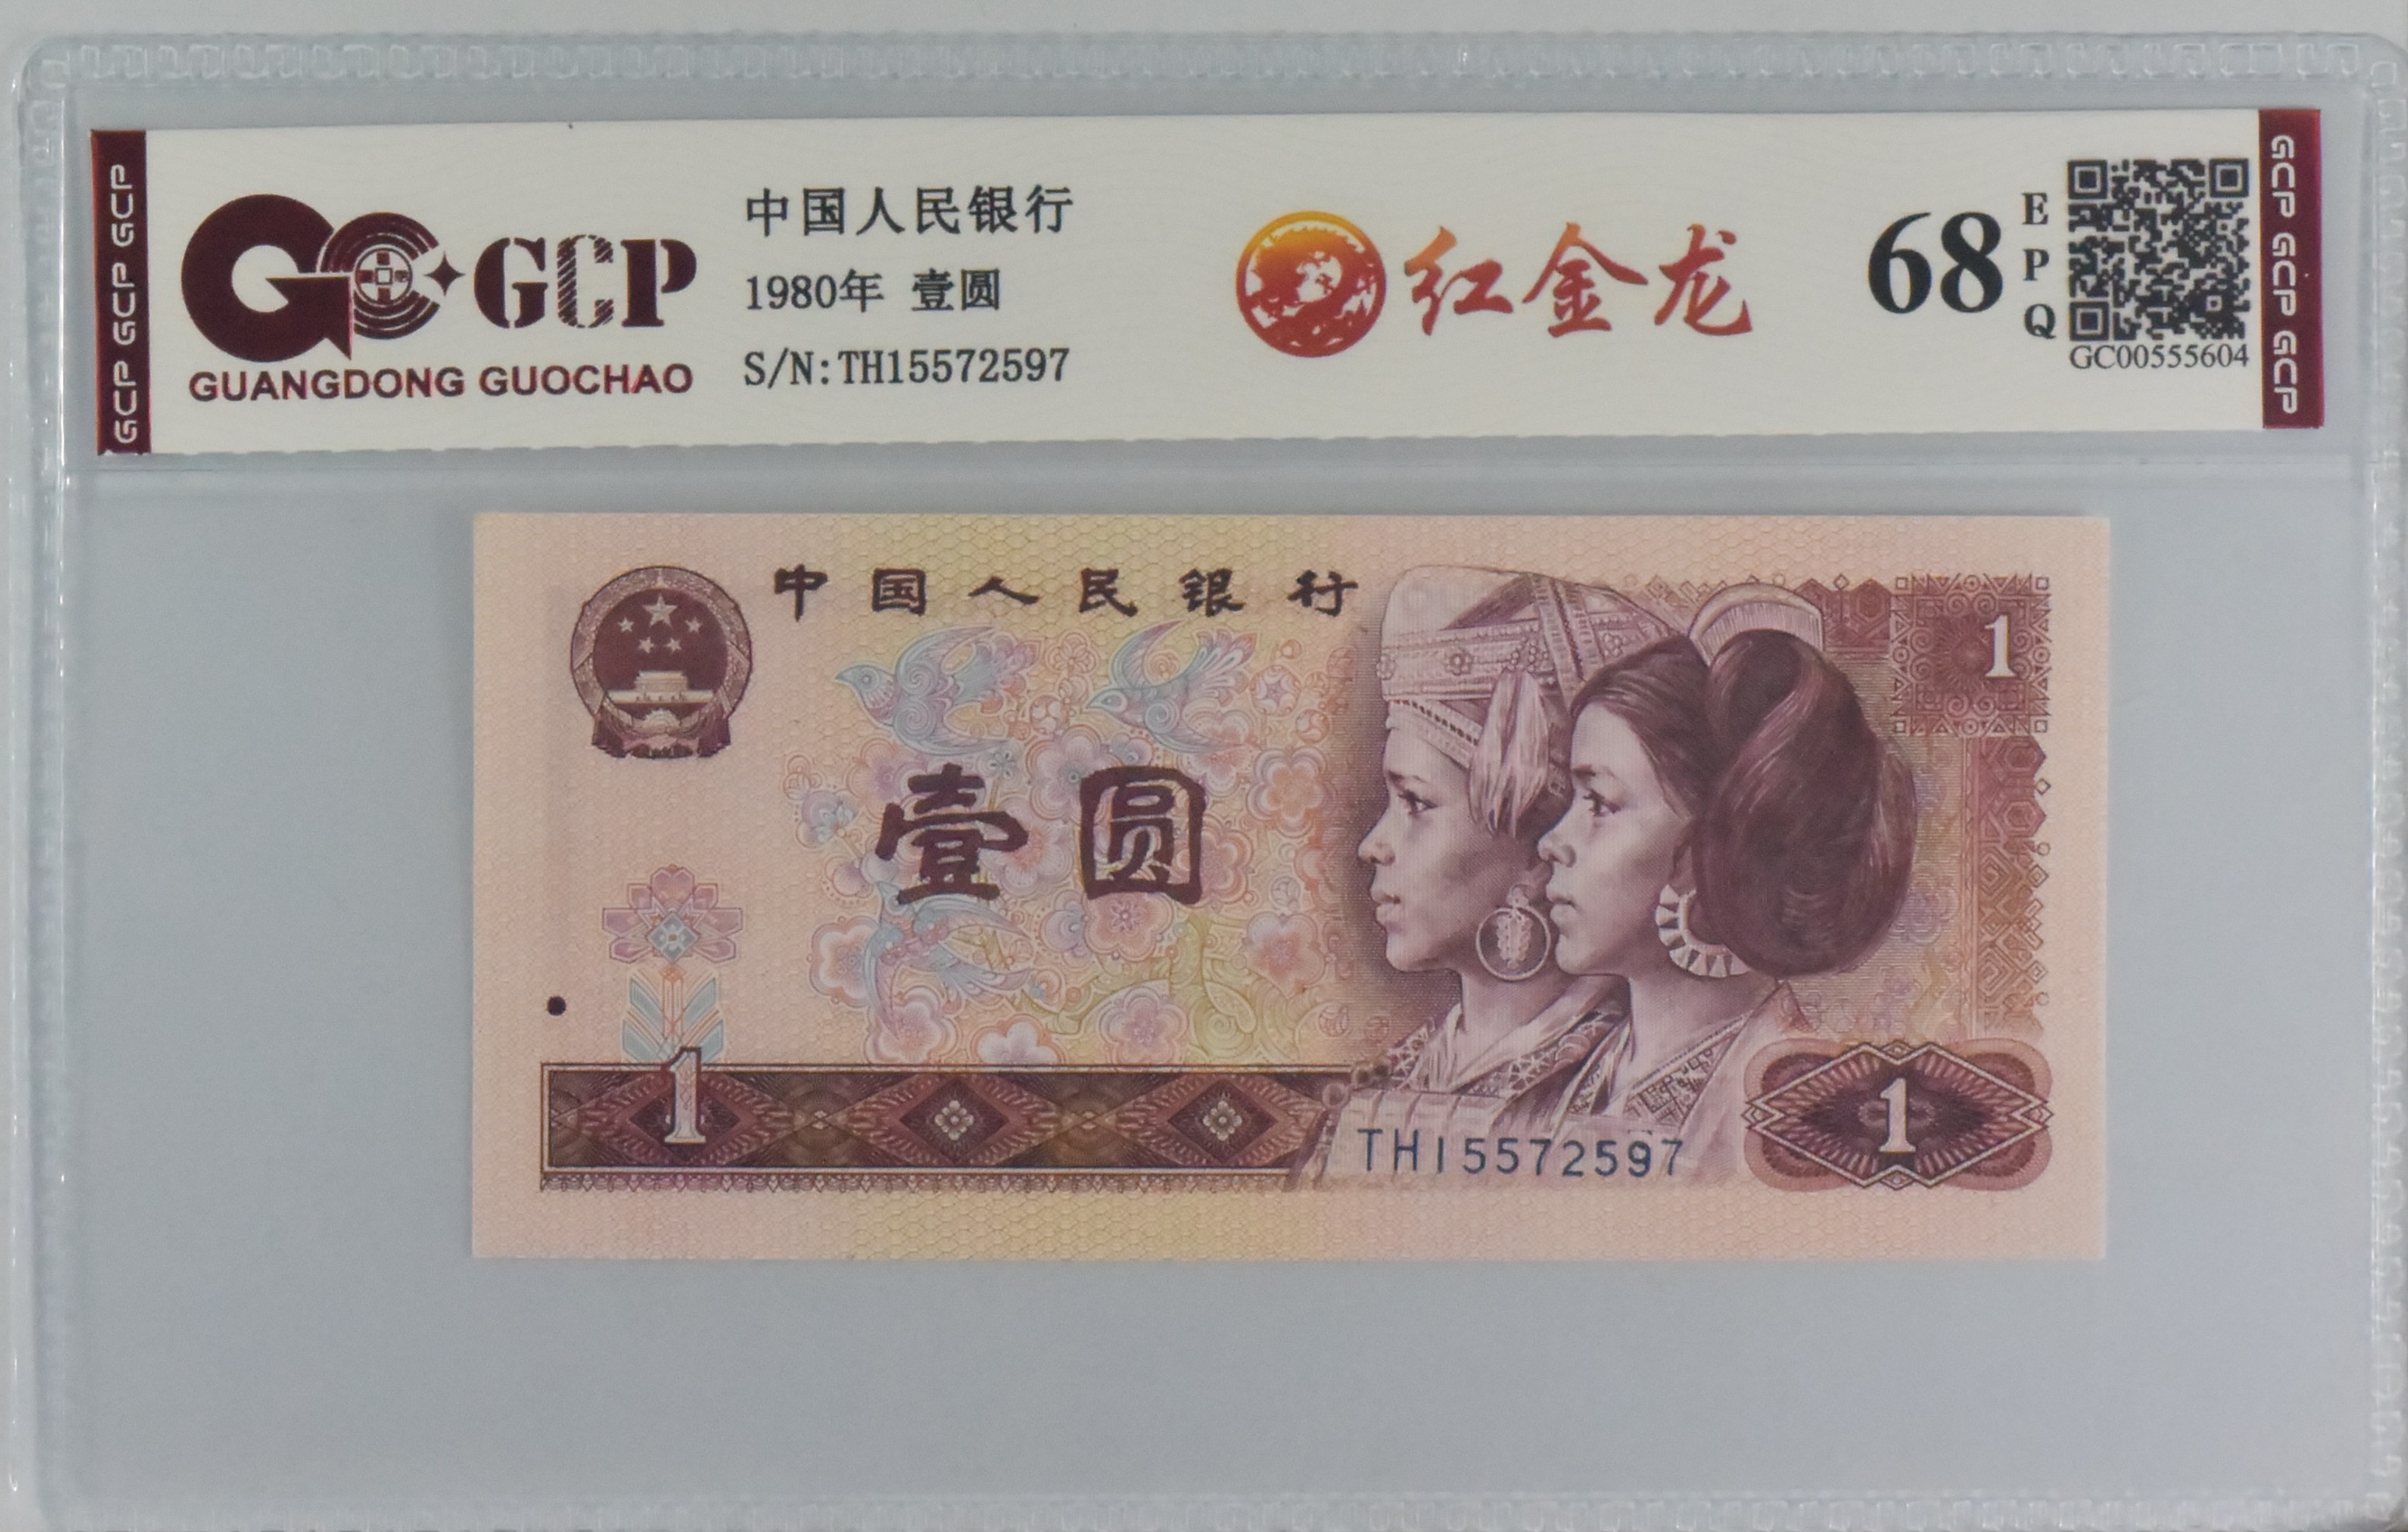 GCP GCP GCP
GCP
GUANGDONG GUOCHAO
中国人民银行
1980年 壹圆
S/N:TH15572597
红金龙
68
EPQ
GC00555604
GCP GCP GCP
中国人民银行
1
壹圆
1
TH15572597
1